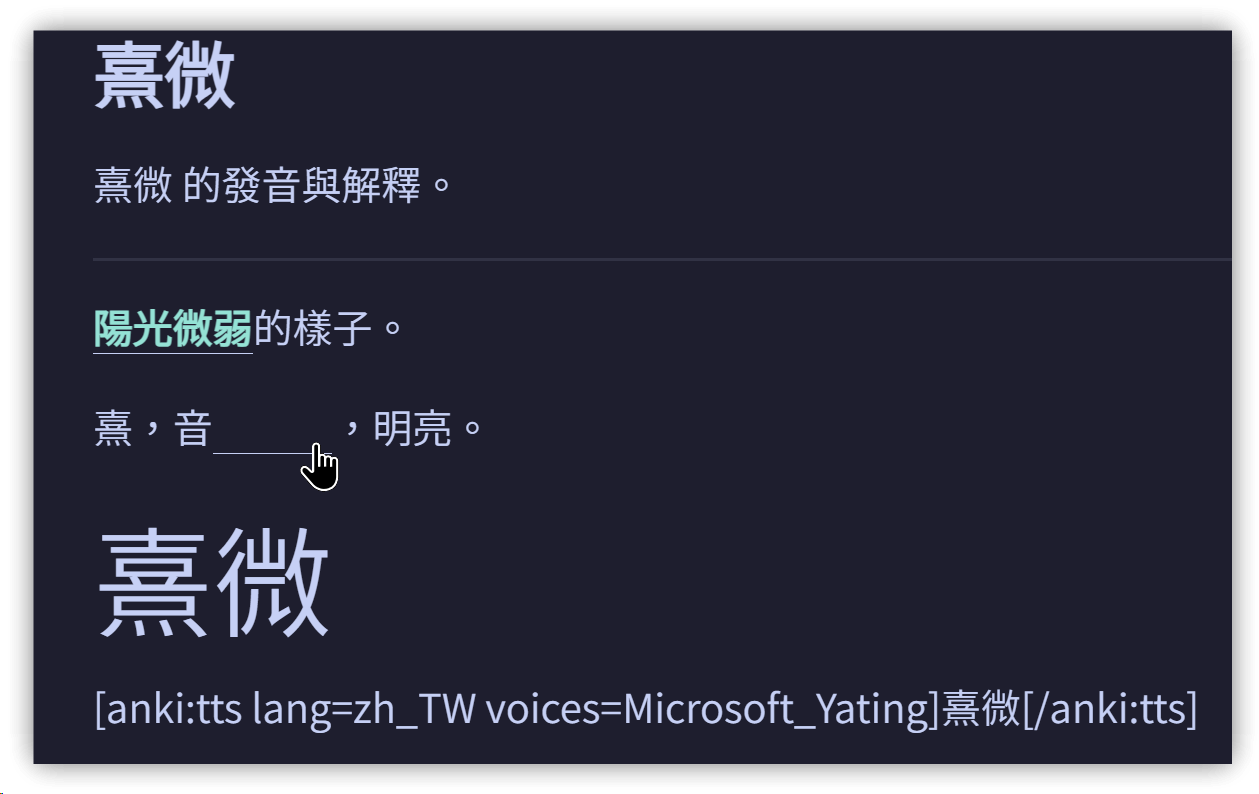 熹微
熹微 的發音與解釋。
陽光微弱的樣子。
熹，音______，明亮。
熹微
[anki:tts lang=zh_TW voices=Microsoft_Yating]熹微[/anki:tts]